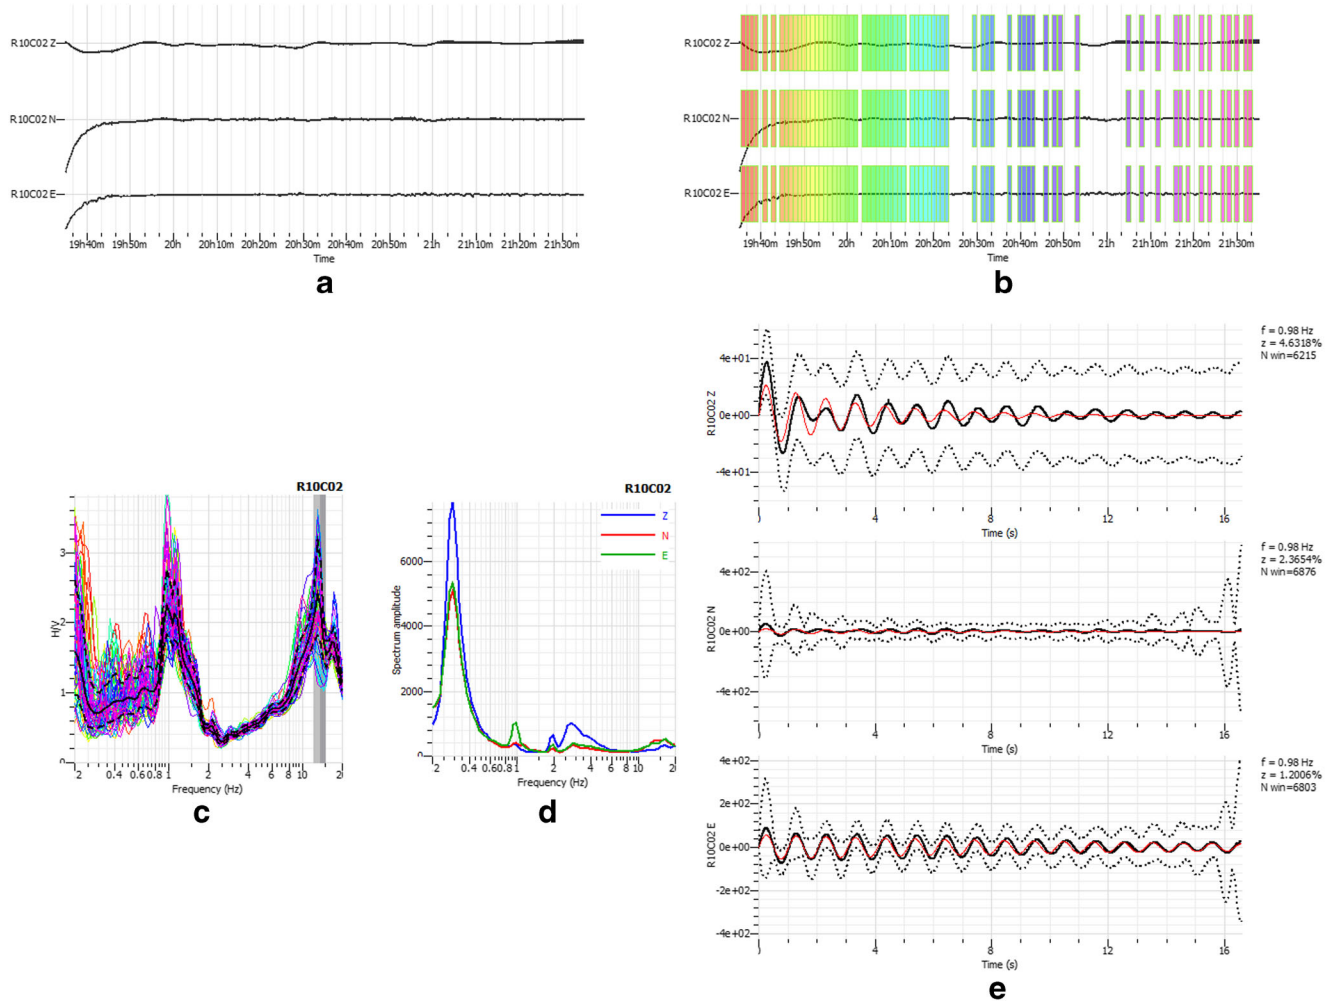 R10C02 Z
R10C02 N
R10C02 E
19h40m 19h50m 20h 20h10m 20h20m 20h30m 20h40m 20h50m 21h 21h10m 21h20m 21h30m
Time
a
R10C02 Z
R10C02 N
R10C02 E
19h40m 19h50m 20h 20h10m 20h20m 20h30m 20h40m 20h50m 21h 21h10m 21h20m 21h30m
Time
b
R10C02
H/V
3
2
1
0.4 0.6 0.8 1 2 4 6 8 10
Frequency (Hz)
c
R10C02
Z
N
E
Spectrum Amplitude
6000
4000
2000
0
0.4 0.6 0.8 1 2 4 6 8 10
Frequency (Hz)
d
R10C02 Z
4e+01
0e+00
-4e+01
4 8 12 16
Time (s)
f = 0.98 Hz
z = 4.6318%
N win=6215
R10C02 N
4e+02
0e+00
-4e+02
4 8 12 16
Time (s)
f = 0.98 Hz
z = 2.3654%
N win=6876
R10C02 E
4e+02
2e+02
0e+00
-2e+02
-4e+02
4 8 12 16
Time (s)
f = 0.98 Hz
z = 1.2006%
N win=6803
e